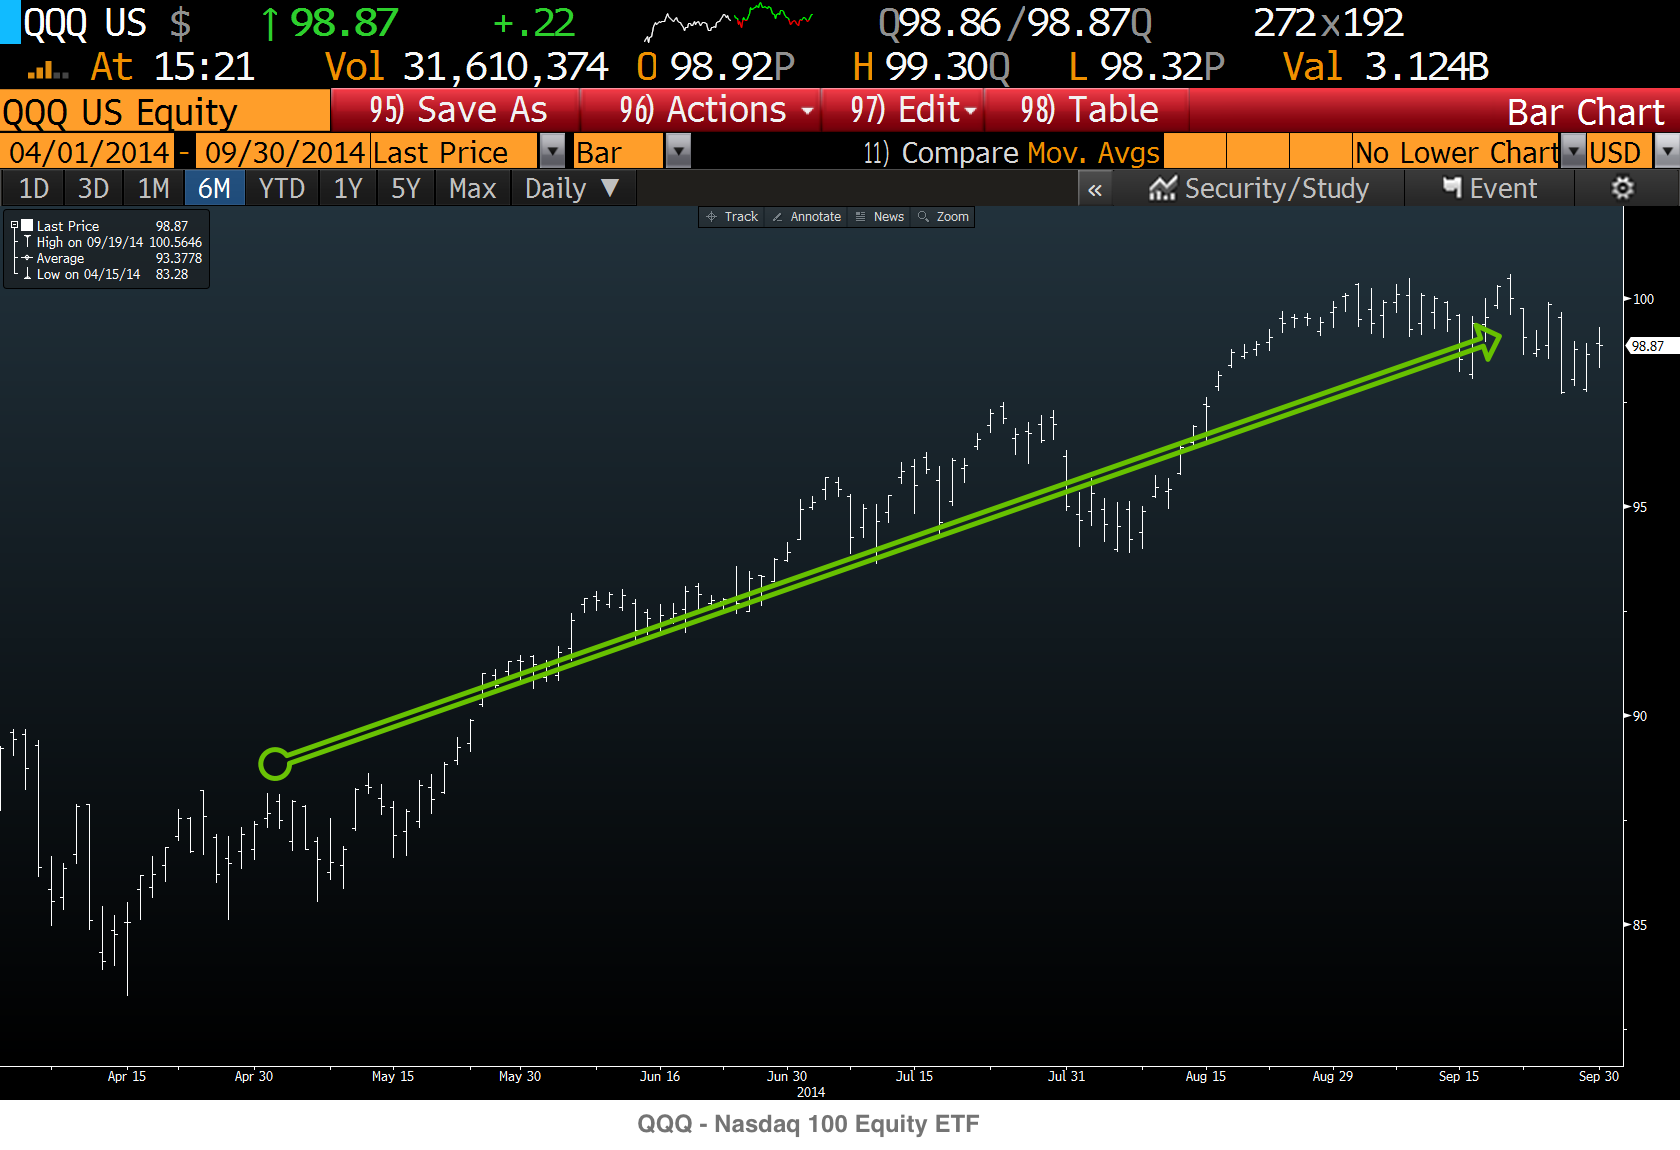 QQQ US $ ↑ 98.87 +.22 Q98.86/98.87Q 272x192
At 15:21 Vol 31,610,374 O 98.92P H 99.30Q L 98.32P Val 3.124B
QQQ US Equity 95) Save As 96) Actions 97) Edit 98) Table Bar Chart
04/01/2014 - 09/30/2014 Last Price Bar 11) Compare Mov. Avgs No Lower Chart USD
1D 3D 1M 6M YTD 1Y 5Y Max Daily ▼ « Security/Study Event
Track Annotate News Zoom
Last Price 98.87
High on 09/19/14 100.5646
Average 93.3778
Low on 04/15/14 83.28
100
98.87
95
90
85
Apr 15 Apr 30 May 15 May 30 Jun 16 Jun 30 Jul 15 Jul 31 Aug 15 Aug 29 Sep 15 Sep 30
2014
QQQ - Nasdaq 100 Equity ETF